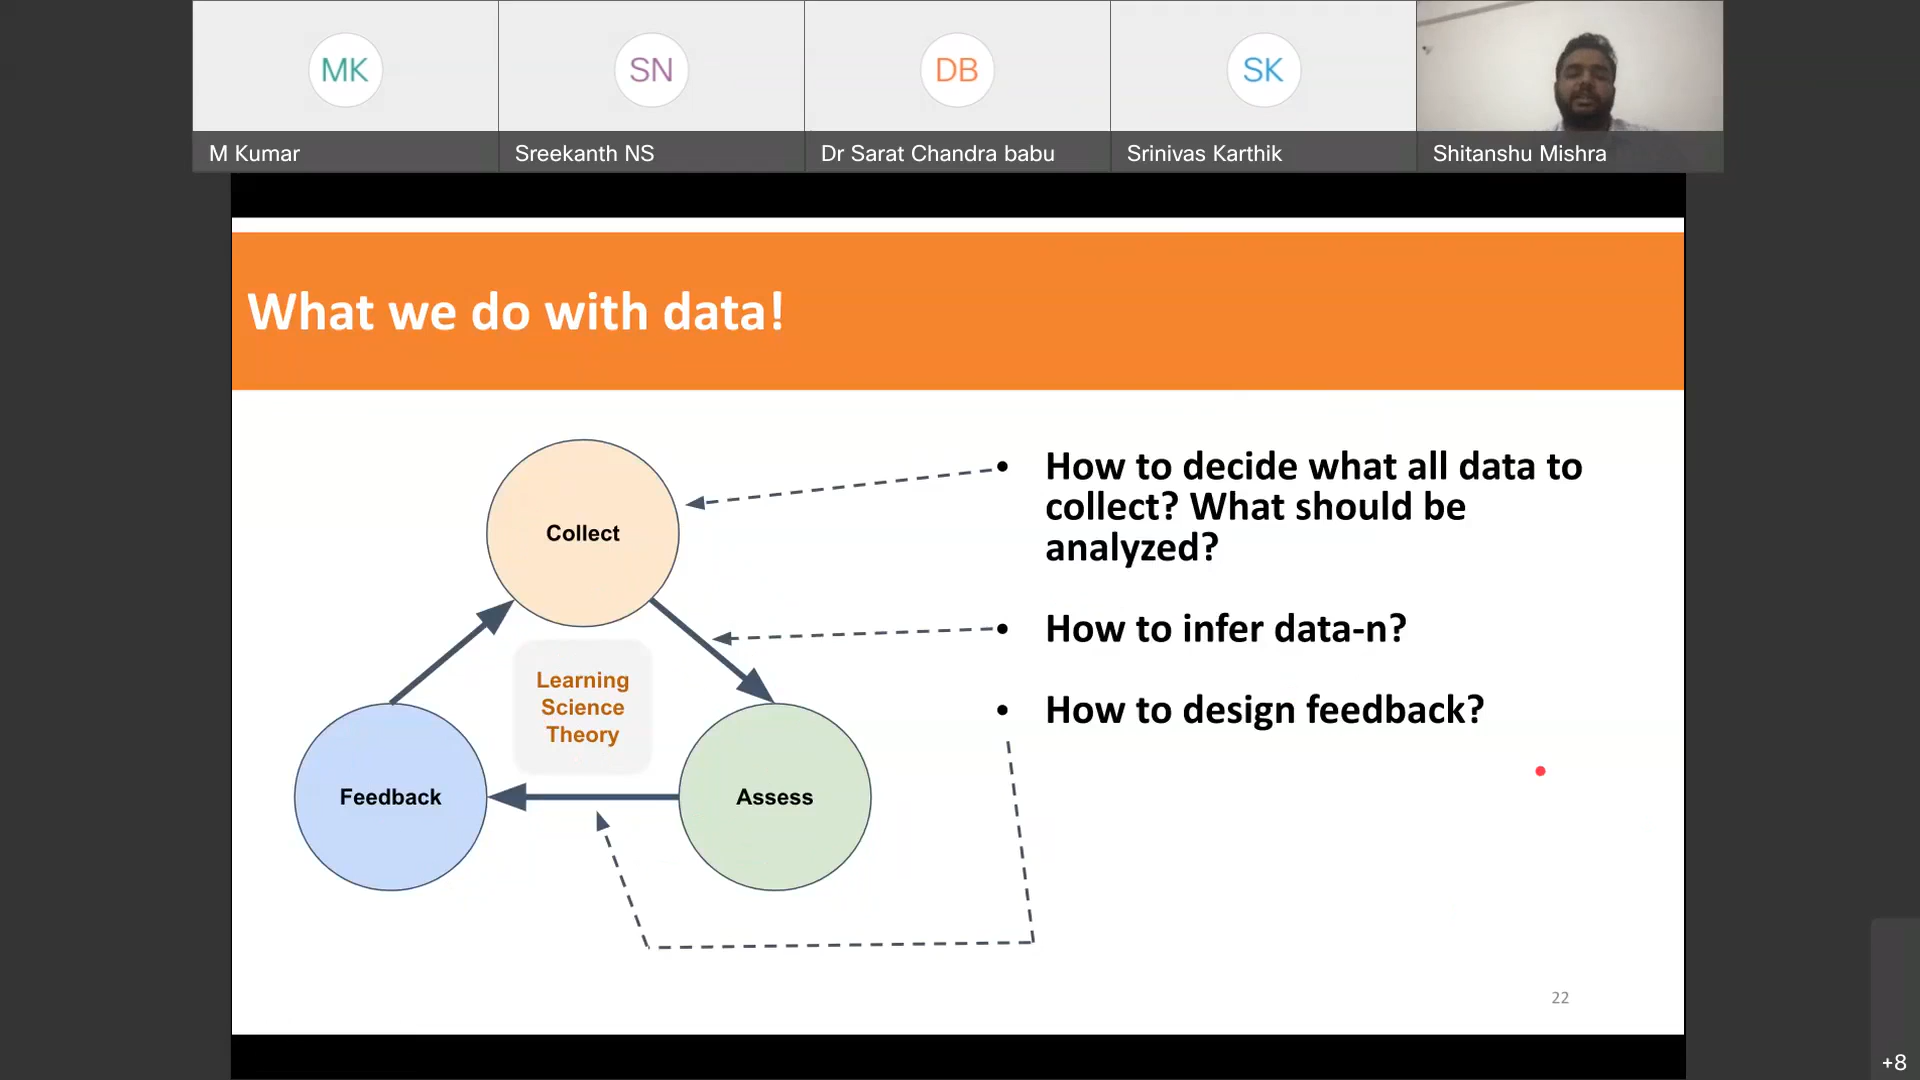 MK
SN
DB
SK
M Kumar
Sreekanth NS
Dr Sarat Chandra babu
Srinivas Karthik
Shitanshu Mishra
What we do with data!
Collect
Learning
Science
Theory
Feedback
Assess
• How to decide what all data to
collect? What should be
analyzed?
• How to infer data-n?
• How to design feedback?
22
+8